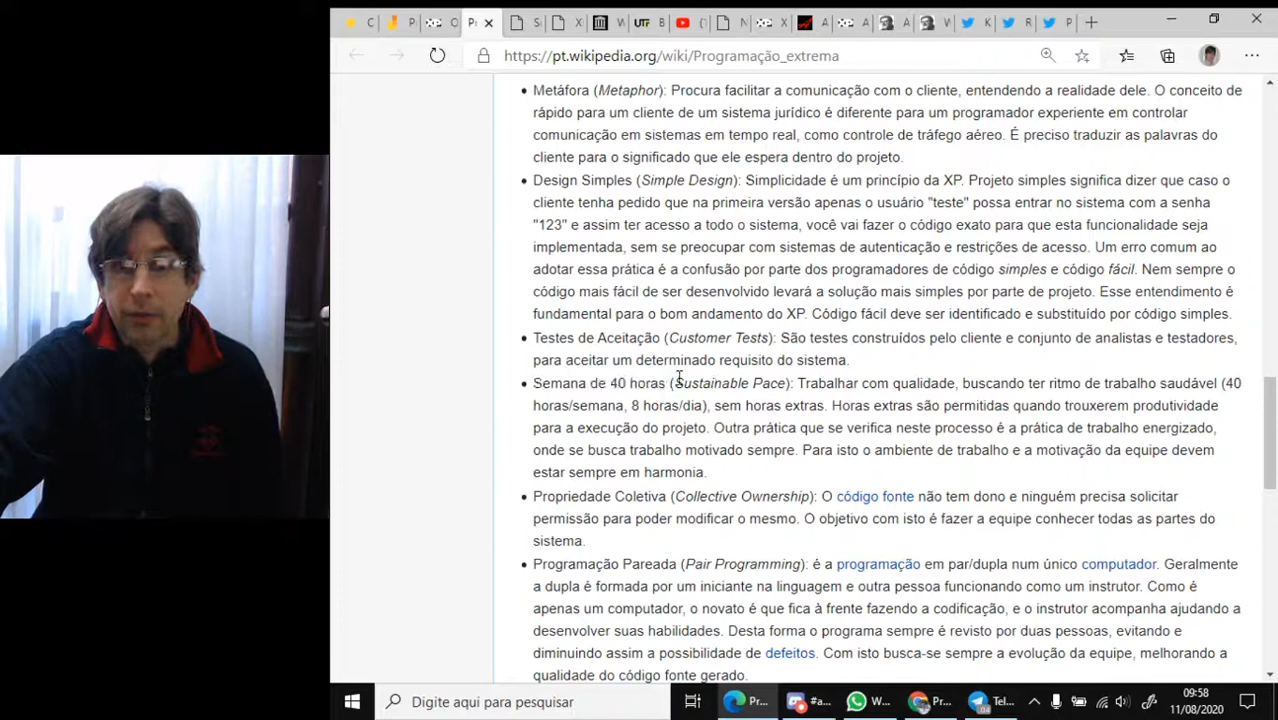 C
P
O
P
S
X
W
UTF B
(
N
X
A
A
A
W
K
R
P
https://pt.wikipedia.org/wiki/Programação_extrema
Metáfora (Metaphor): Procura facilitar a comunicação com o cliente, entendendo a realidade dele. O conceito de
rápido para um cliente de um sistema jurídico é diferente para um programador experiente em controlar
comunicação em sistemas em tempo real, como controle de tráfego aéreo. É preciso traduzir as palavras do
cliente para o significado que ele espera dentro do projeto.
Design Simples (Simple Design): Simplicidade é um princípio da XP. Projeto simples significa dizer que caso o
cliente tenha pedido que na primeira versão apenas o usuário "teste" possa entrar no sistema com a senha
"123" e assim ter acesso a todo o sistema, você vai fazer o código exato para que esta funcionalidade seja
implementada, sem se preocupar com sistemas de autenticação e restrições de acesso. Um erro comum ao
adotar essa prática é a confusão por parte dos programadores de código simples e código fácil. Nem sempre o
código mais fácil de ser desenvolvido levará a solução mais simples por parte de projeto. Esse entendimento é
fundamental para o bom andamento do XP. Código fácil deve ser identificado e substituído por código simples.
Testes de Aceitação (Customer Tests): São testes construídos pelo cliente e conjunto de analistas e testadores,
para aceitar um determinado requisito do sistema.
Semana de 40 horas (Sustainable Pace): Trabalhar com qualidade, buscando ter ritmo de trabalho saudável (40
horas/semana, 8 horas/dia), sem horas extras. Horas extras são permitidas quando trouxerem produtividade
para a execução do projeto. Outra prática que se verifica neste processo é a prática de trabalho energizado,
onde se busca trabalho motivado sempre. Para isto o ambiente de trabalho e a motivação da equipe devem
estar sempre em harmonia.
Propriedade Coletiva (Collective Ownership): O código fonte não tem dono e ninguém precisa solicitar
permissão para poder modificar o mesmo. O objetivo com isto é fazer a equipe conhecer todas as partes do
sistema.
Programação Pareada (Pair Programming): é a programação em par/dupla num único computador. Geralmente
a dupla é formada por um iniciante na linguagem e outra pessoa funcionando como um instrutor. Como é
apenas um computador, o novato é que fica à frente fazendo a codificação, e o instrutor acompanha ajudando a
desenvolver suas habilidades. Desta forma o programa sempre é revisto por duas pessoas, evitando e
diminuindo assim a possibilidade de defeitos. Com isto busca-se sempre a evolução da equipe, melhorando a
qualidade do código fonte gerado.
Digite aqui para pesquisar
Pr...
#a...
W...
Pr...
Tel...
09:58
11/08/2020